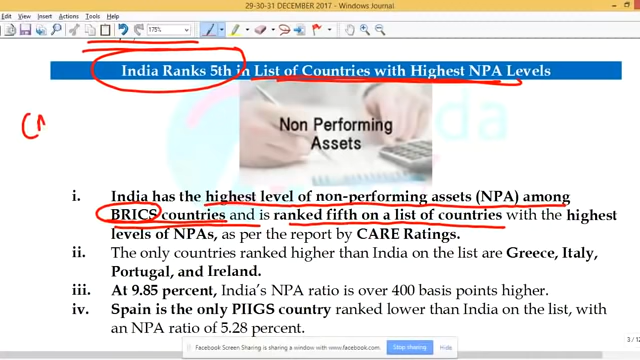 29-30-31 DECEMBER 2017 - Windows Journal
File Edit View Insert Actions Tools Help
175%
India Ranks 5th in List of Countries with Highest NPA Levels
Non Performing
Assets
i. India has the highest level of non-performing assets (NPA) among
BRICS countries and is ranked fifth on a list of countries with the highest
levels of NPAs, as per the report by CARE Ratings.
ii. The only countries ranked higher than India on the list are Greece, Italy,
Portugal, and Ireland.
iii. At 9.85 percent, India's NPA ratio is over 400 basis points higher.
iv. Spain is the only PIIGS country ranked lower than India on the list, with
an NPA ratio of 5.28 percent.
3 / 12
Screensharing is sharing a window with www.facebook.com.
Stop sharing
Hide